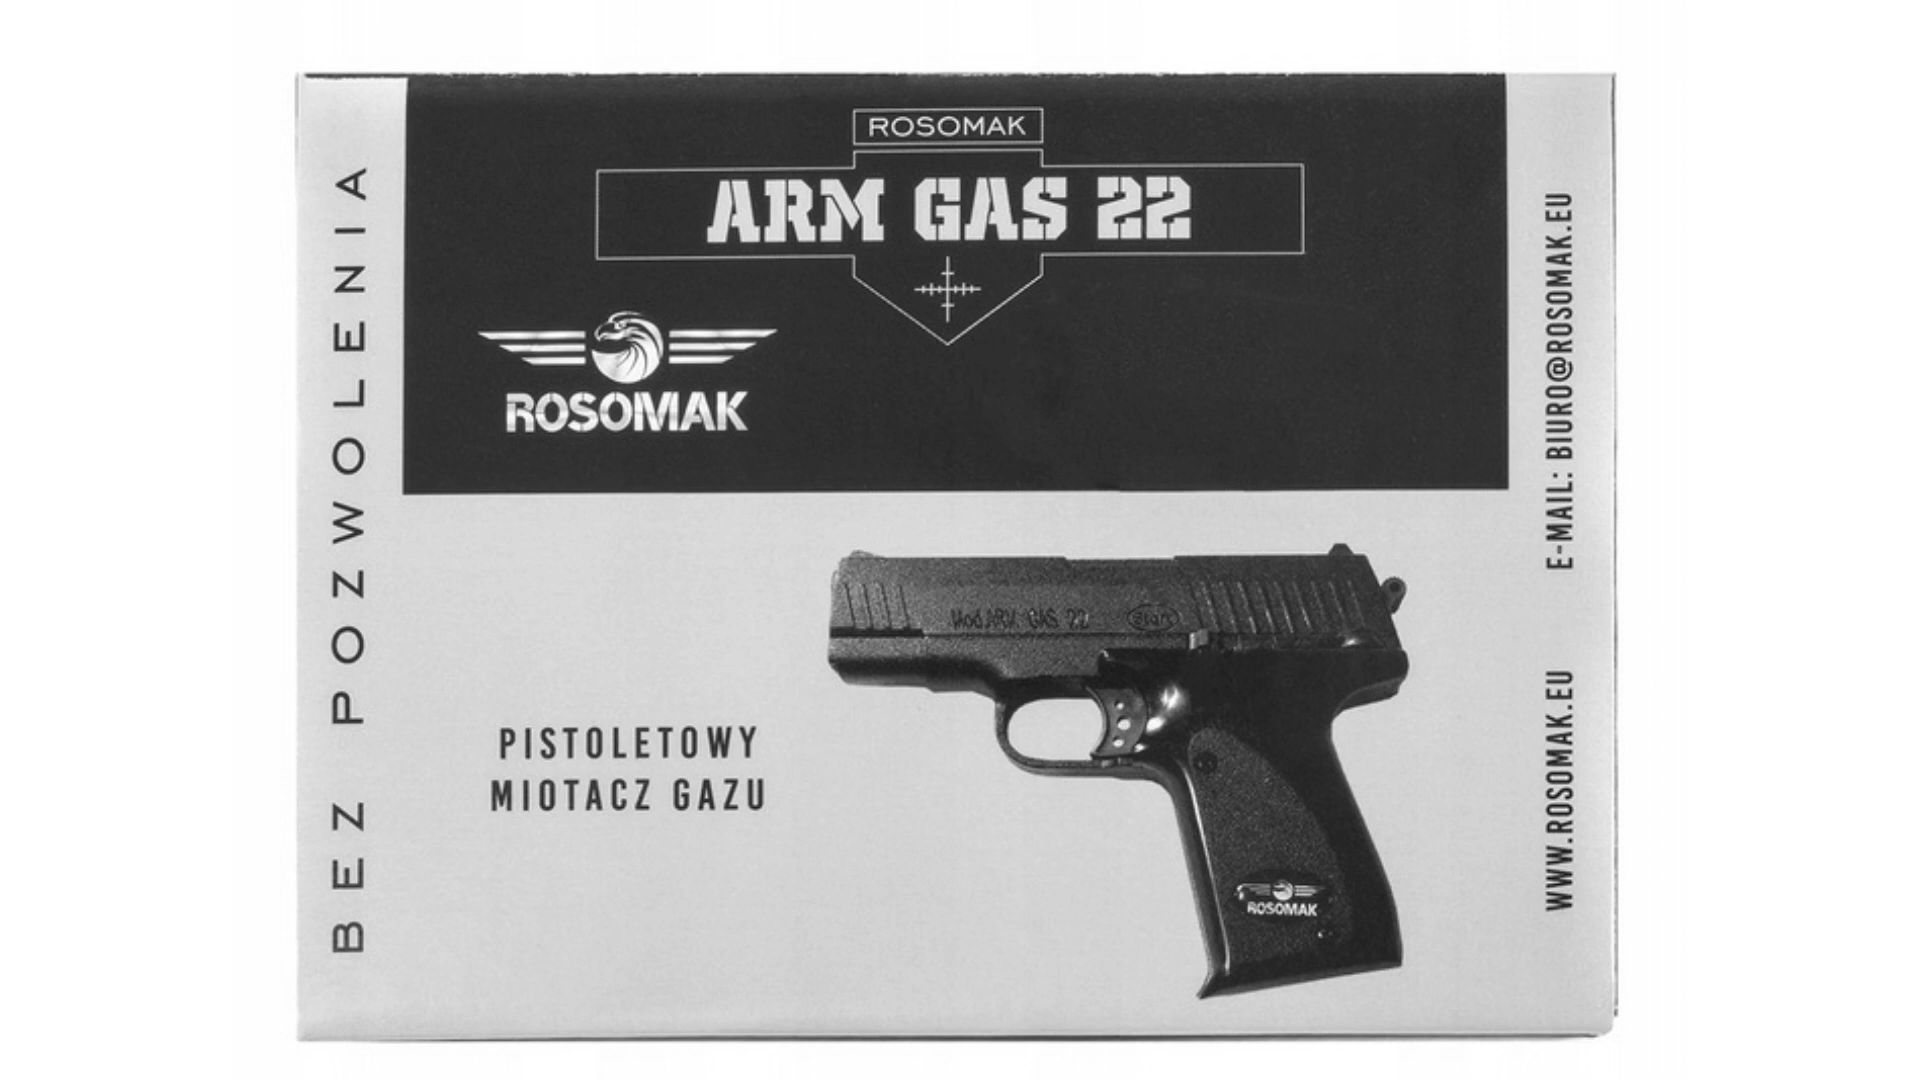 BEZ POZWOLENIA
ROSOMAK
ARM GAS 22
ROSOMAK
PISTOLETOWY
MIOTACZ GAZU
Mod.ARM GAS 22
Start
ROSOMAK
E-MAIL: BIURO@ROSOMAK.EU
WWW.ROSOMAK.EU